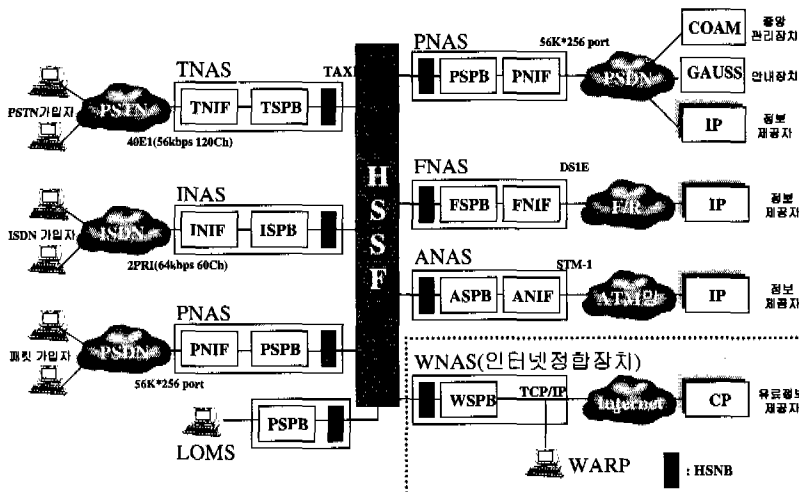 TNAS
TAXI
PSTN가입자
PSTN
TNIF
TSPB
40E1(56kbps 120Ch)
INAS
ISDN 가입자
ISDN
INIF
ISPB
2PRI(64kbps 60Ch)
PNAS
패킷 가입자
PSDN
PNIF
PSPB
56K*256 port
LOMS
PSPB
HSSF
PNAS
56K*256 port
PSPB
PNIF
PSDN
COAM
중앙
관리장치
GAUSS
안내장치
IP
정보
제공자
FNAS
DS1E
FSPB
FNIF
F/R
IP
정보
제공자
ANAS
STM-1
ASPB
ANIF
ATM망
IP
정보
제공자
WNAS(인터넷정합장치)
WSPB
TCP/IP
Internet
CP
유료정보
제공자
WARP
: HSNB